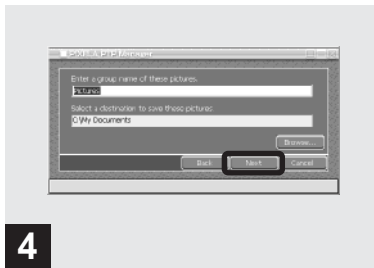 Enter a group name of these pictures.
Pictures
Select a destination to save these pictures
C:\My Documents
Browse...
Back Next Cancel
4